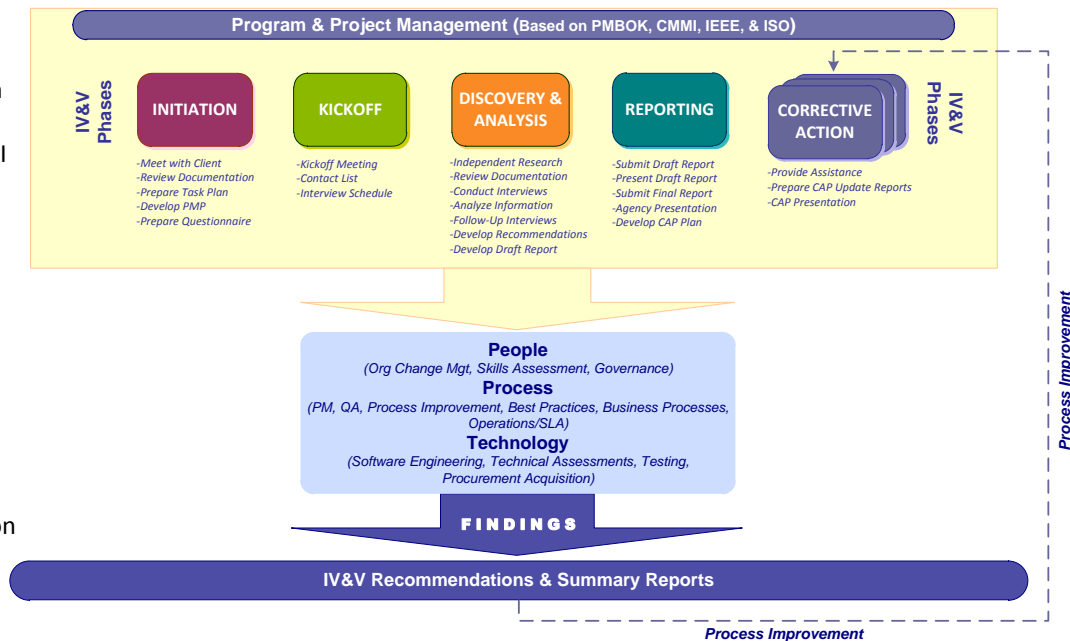 Program & Project Management (Based on PMBOK, CMMI, IEEE, & ISO)
IV&V
Phases
INITIATION
-Meet with Client
-Review Documentation
-Prepare Task Plan
-Develop PMP
-Prepare Questionnaire
KICKOFF
-Kickoff Meeting
-Contact List
-Interview Schedule
DISCOVERY &
ANALYSIS
-Independent Research
-Review Documentation
-Conduct Interviews
-Analyze Information
-Follow-Up Interviews
-Develop Recommendations
-Develop Draft Report
REPORTING
-Submit Draft Report
-Present Draft Report
-Submit Final Report
-Agency Presentation
-Develop CAP Plan
CORRECTIVE
ACTION
-Provide Assistance
-Prepare CAP Update Reports
-CAP Presentation
IV&V
Phases
People
(Org Change Mgt, Skills Assessment, Governance)
Process
(PM, QA, Process Improvement, Best Practices, Business Processes,
Operations/SLA)
Technology
(Software Engineering, Technical Assessments, Testing,
Procurement Acquisition)
FINDINGS
IV&V Recommendations & Summary Reports
Process Improvement
Process Improvement